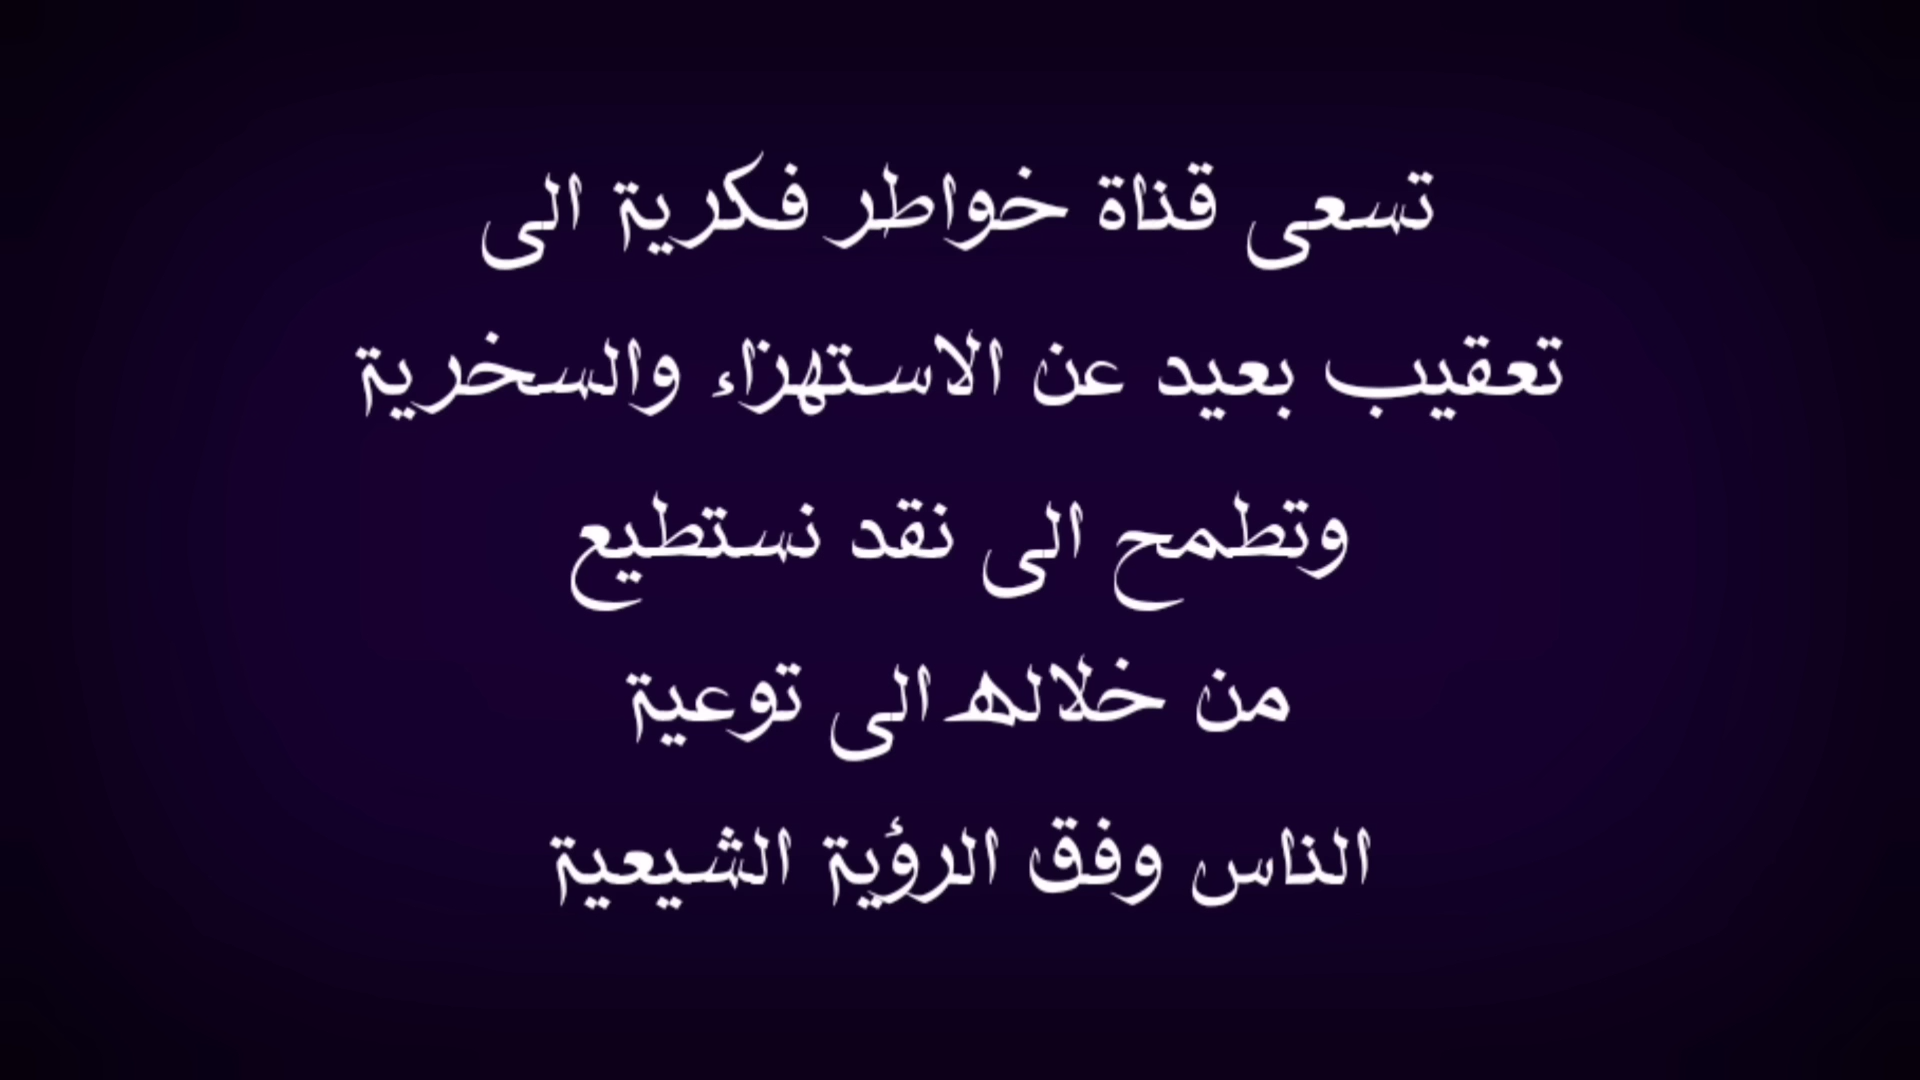 تسعى قناة خواطر فكرية الى
تعقيب بعيد عن الاستهزاء والسخرية
وتطمح الى نقد نستطيع
من خلاله الى توعية
الناس وفق الرؤية الشيعية